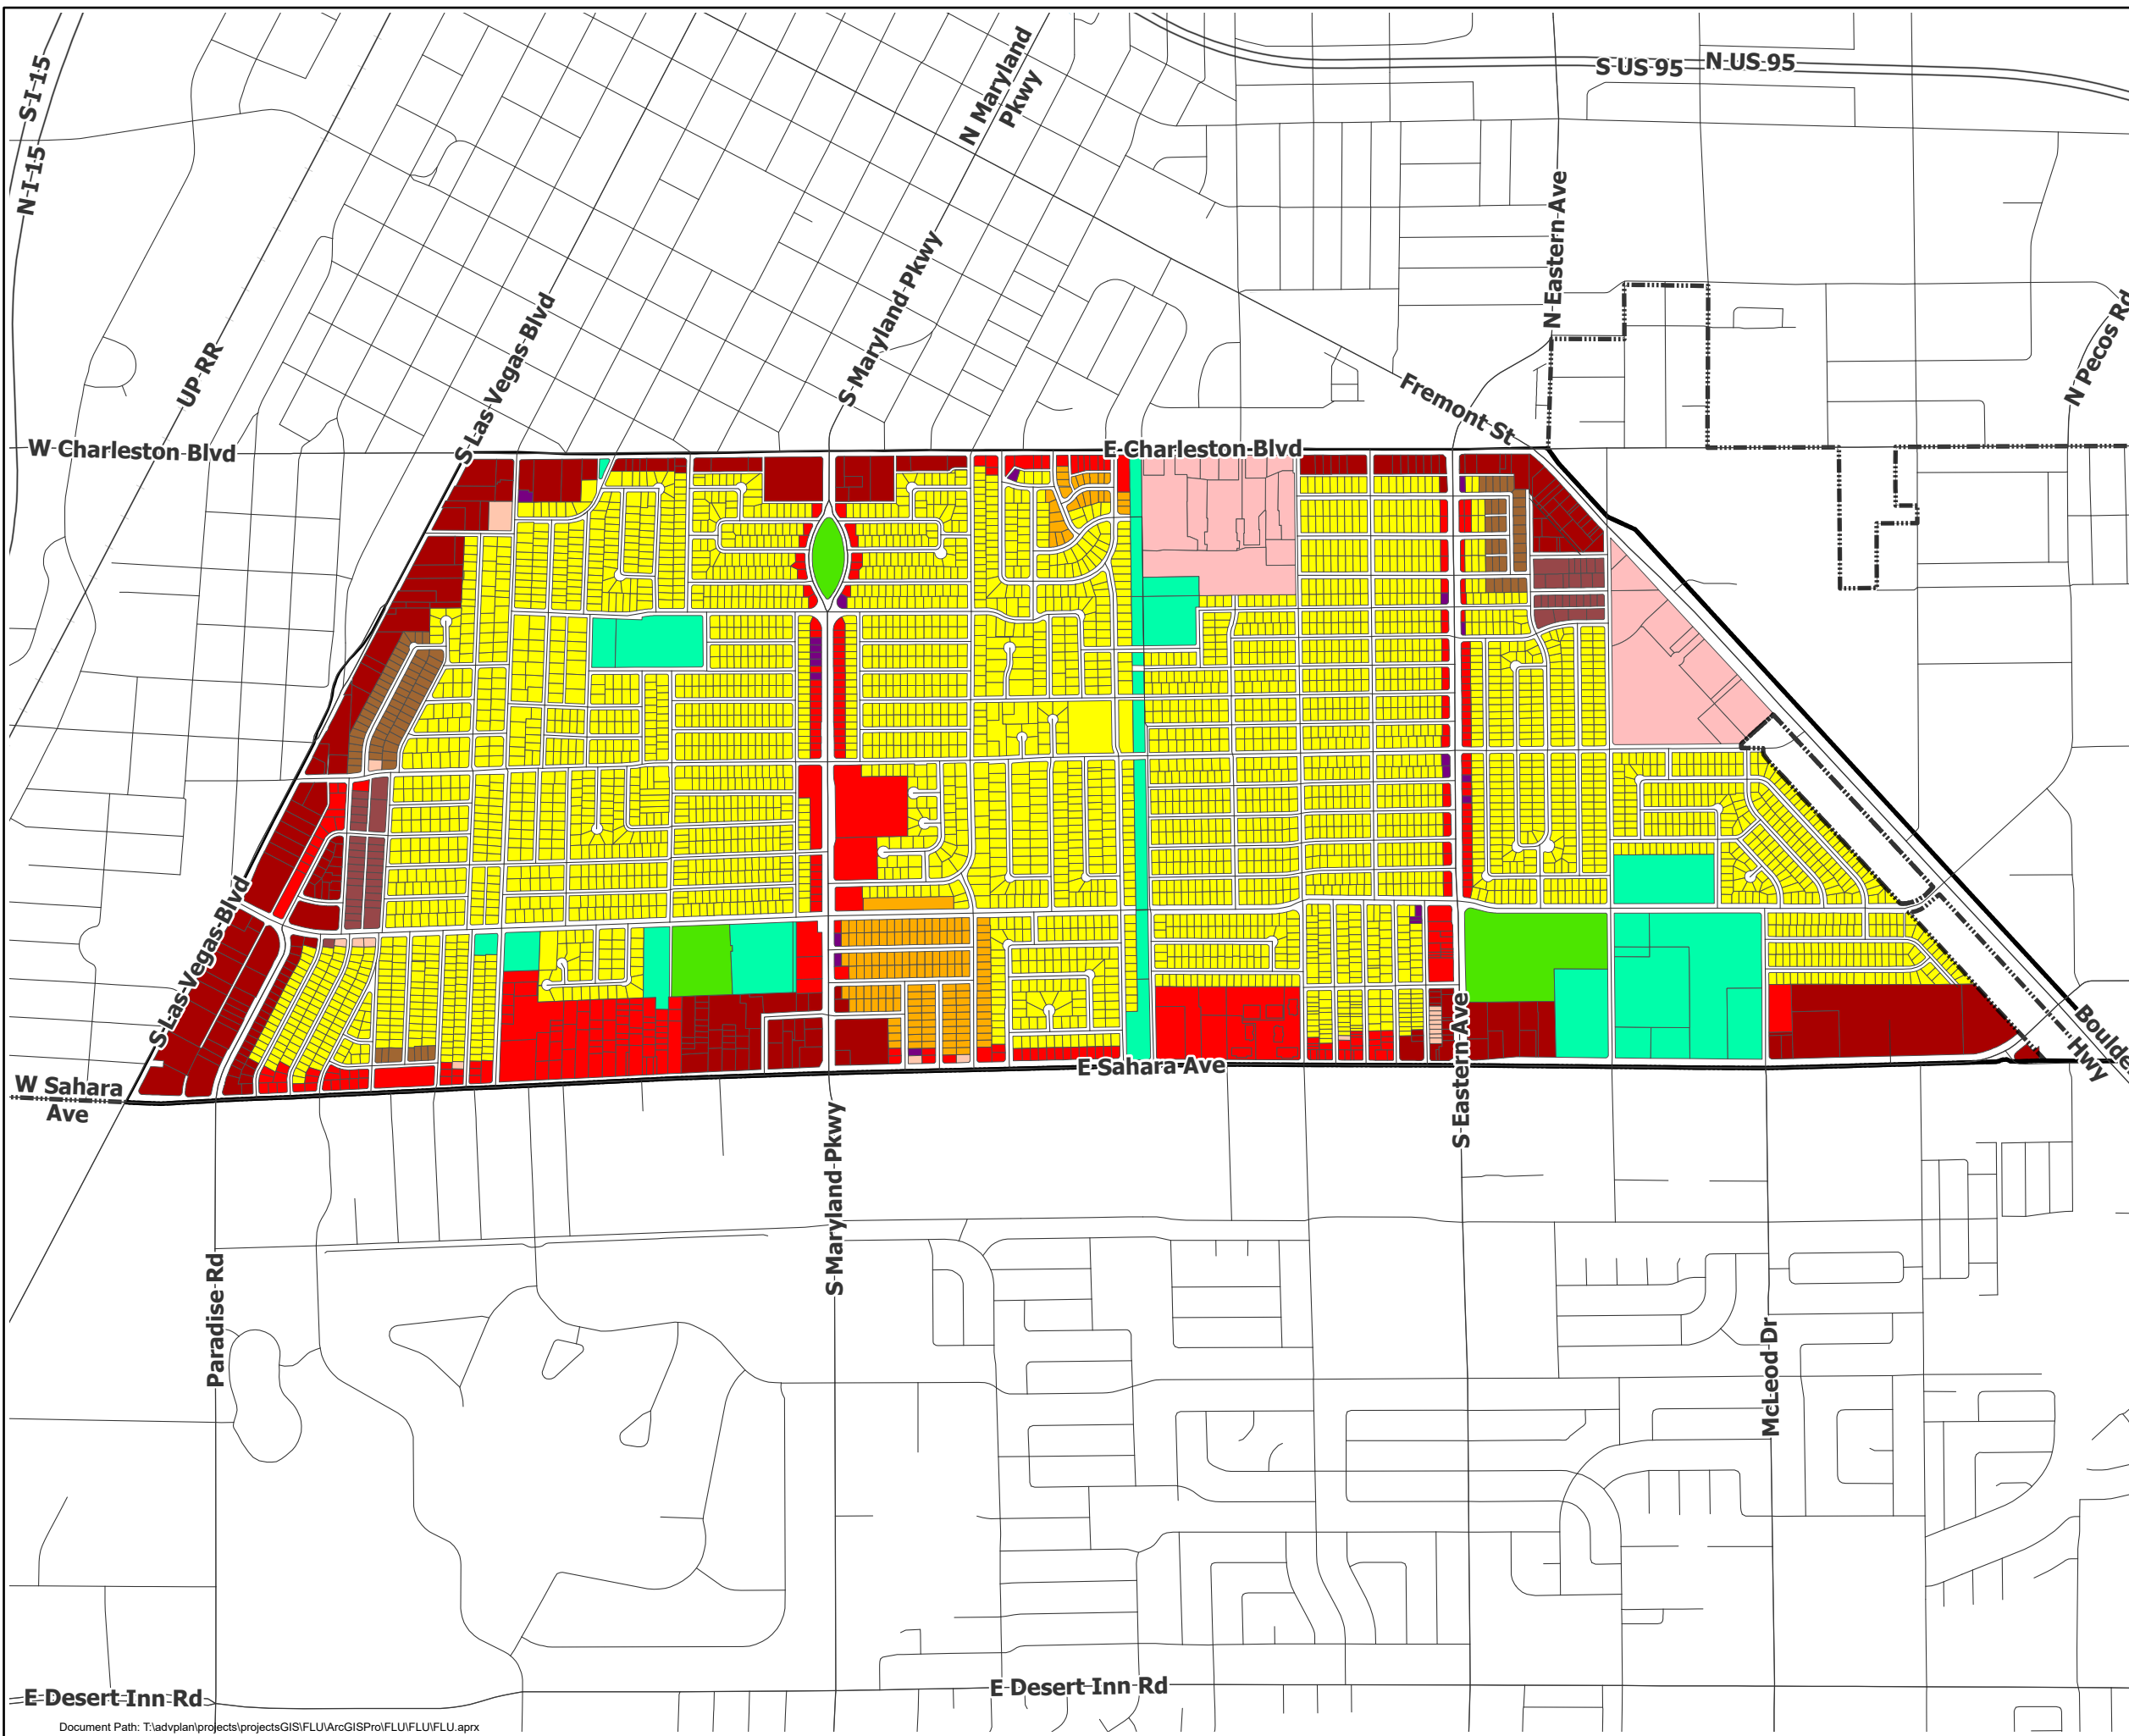 S I 15
N I 15
N Maryland
Pkwy
S US 95
N US 95
N Eastern Ave
S Maryland Pkwy
S Las Vegas Blvd
UP RR
N Pecos Rd
Fremont St
W Charleston Blvd
E Charleston Blvd
S Las Vegas Blvd
S Eastern Ave
Boulder
Hwy
W Sahara
Ave
E Sahara Ave
S Maryland Pkwy
Paradise Rd
McLeod Dr
E Desert Inn Rd
E Desert Inn Rd
Document Path: T:\advplan\projects\projectsGIS\FLU\ArcGISPro\FLU\FLU\FLU.aprx